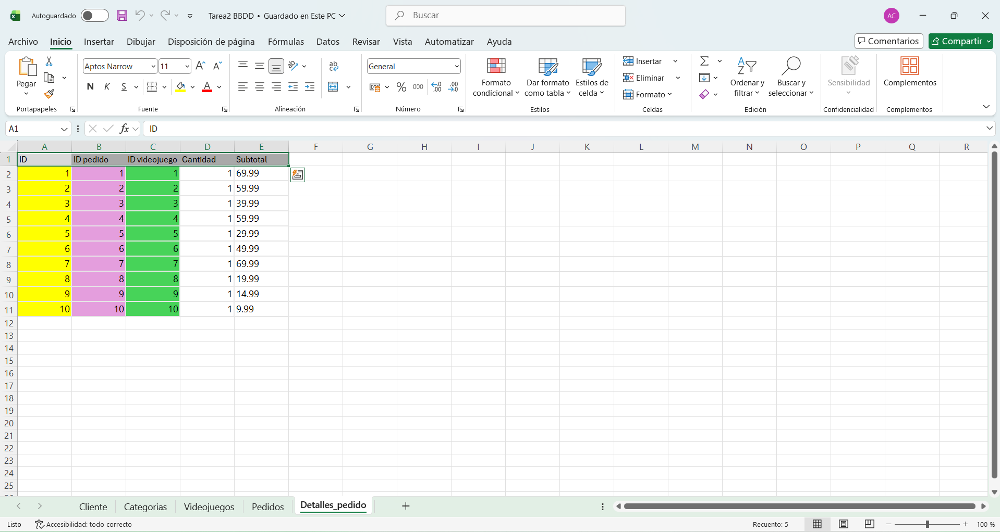 Autoguardado Tarea2 BBDD • Guardado en Este PC Buscar AC
Archivo Inicio Insertar Dibujar Disposición de página Fórmulas Datos Revisar Vista Automatizar Ayuda Comentarios Compartir
Pegar
Portapapeles
Aptos Narrow 11
N K S
Fuente
ab
Alineación
General
% 000
Número
Formato condicional
Dar formato como tabla
Estilos de celda
Estilos
Insertar
Eliminar
Formato
Celdas
Ordenar y filtrar
Buscar y seleccionar
Edición
Sensibilidad
Confidencialidad
Complementos
Complementos
A1 fx ID
A B C D E F G H I J K L M N O P Q R
1 ID ID pedido ID videojuego Cantidad Subtotal
2 1 1 1 1 69.99
3 2 2 2 1 59.99
4 3 3 3 1 39.99
5 4 4 4 1 59.99
6 5 5 5 1 29.99
7 6 6 6 1 49.99
8 7 7 7 1 69.99
9 8 8 8 1 19.99
10 9 9 9 1 14.99
11 10 10 10 1 9.99
12
13
14
15
16
17
18
19
20
21
22
23
24
25
Cliente Categorias Videojuegos Pedidos Detalles_pedido
Listo Accesibilidad: todo correcto Recuento: 5 100 %